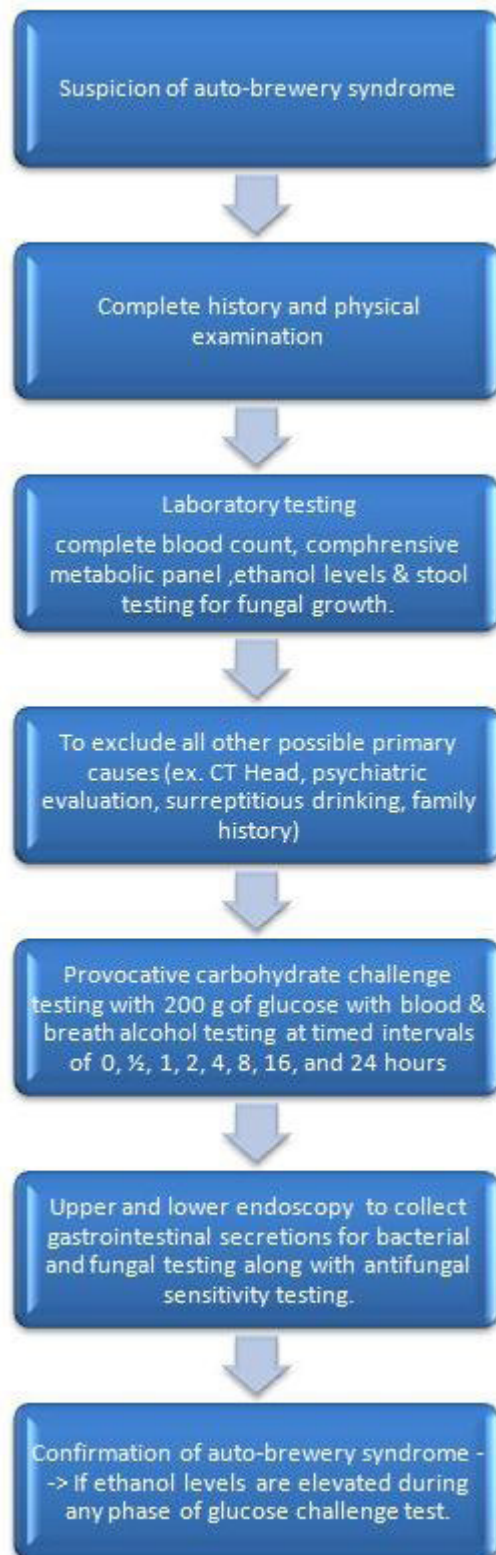 Suspicion of auto-brewery syndrome
Complete history and physical
examination
Laboratory testing
complete blood count, comphrensive
metabolic panel ,ethanol levels & stool
testing for fungal growth.
To exclude all other possible primary
causes (ex. CT Head, psychiatric
evaluation, surreptitious drinking, family
history)
Provocative carbohydrate challenge
testing with 200 g of glucose with blood &
breath alcohol testing at timed intervals
of 0, ½, 1, 2, 4, 8, 16, and 24 hours
Upper and lower endoscopy to collect
gastrointestinal secretions for bacterial
and fungal testing along with antifungal
sensitivity testing.
Confirmation of auto-brewery syndrome -
-> If ethanol levels are elevated during
any phase of glucose challenge test.